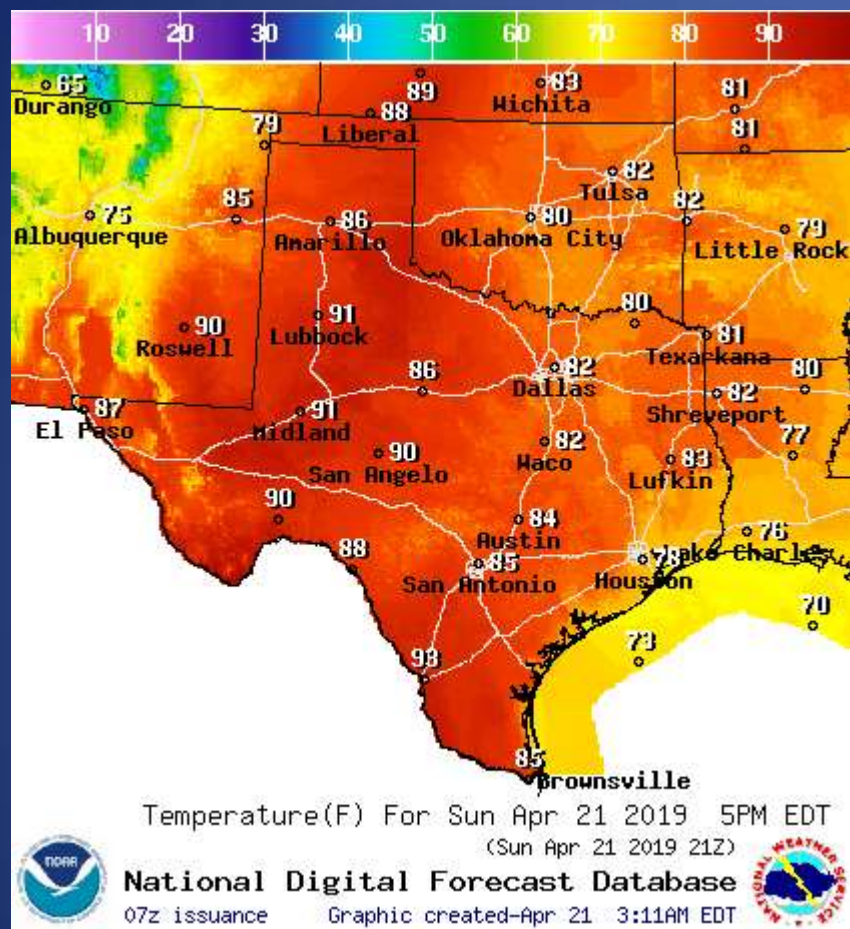 10 20 30 40 50 60 70 80 90
65 89 83
Durango Wichita
88 81
Liberal
79 81
82
Tulsa
75 85 86 80 82 79
Albuquerque Amarillo Oklahoma City Little Rock
90 91 80 81
Roswell Lubbock Texarkana
86 82 82 80
Dallas Shreveport
87 91
El Paso Midland
90 82 83 77
San Angelo Waco Lufkin
90 84 76
Austin Lake Charles
88 85 78
San Antonio Houston
70
93 73
85
Brownsville
Temperature(F) For Sun Apr 21 2019 5PM EDT
(Sun Apr 21 2019 21Z)
National Digital Forecast Database
07z issuance Graphic created-Apr 21 3:11AM EDT
NOAA
NATIONAL WEATHER SERVICE